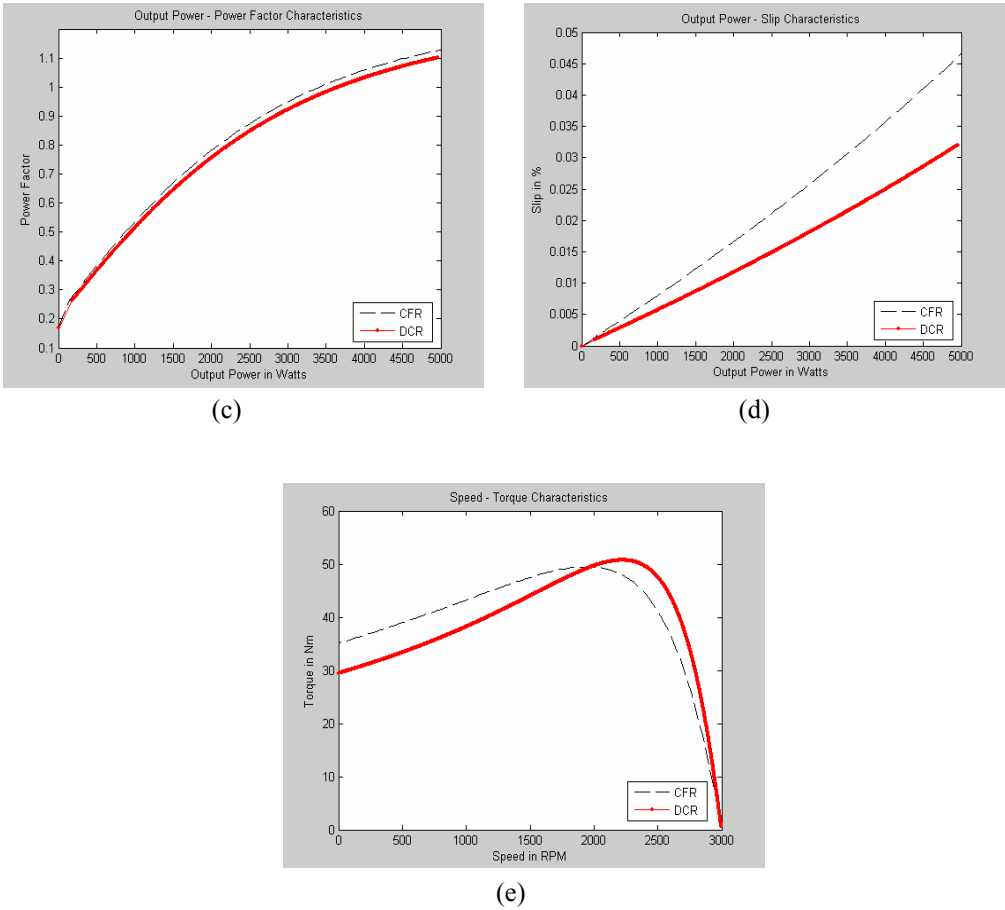 Output Power - Power Factor Characteristics
1.1
1
0.9
0.8
0.7
0.6
0.5
0.4
0.3
0.2
0.1
Power Factor
CFR
DCR
0 500 1000 1500 2000 2500 3000 3500 4000 4500 5000
Output Power in Watts
(c)
Output Power - Slip Characteristics
0.05
0.045
0.04
0.035
0.03
0.025
0.02
0.015
0.01
0.005
0
Slip in %
CFR
DCR
0 500 1000 1500 2000 2500 3000 3500 4000 4500 5000
Output Power in Watts
(d)
Speed - Torque Characteristics
60
50
40
30
20
10
0
Torque in Nm
CFR
DCR
0 500 1000 1500 2000 2500 3000
Speed in RPM
(e)